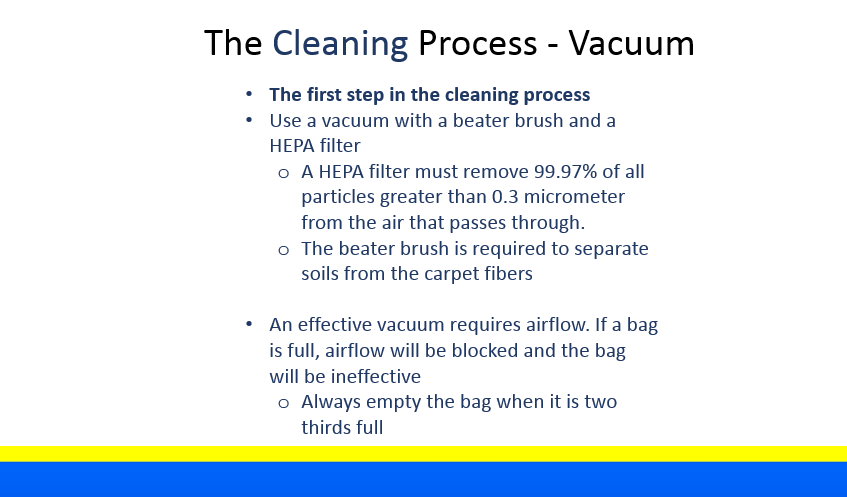 The Cleaning Process - Vacuum
• The first step in the cleaning process
• Use a vacuum with a beater brush and a
HEPA filter
o A HEPA filter must remove 99.97% of all
particles greater than 0.3 micrometer
from the air that passes through.
o The beater brush is required to separate
soils from the carpet fibers
• An effective vacuum requires airflow. If a bag
is full, airflow will be blocked and the bag
will be ineffective
o Always empty the bag when it is two
thirds full